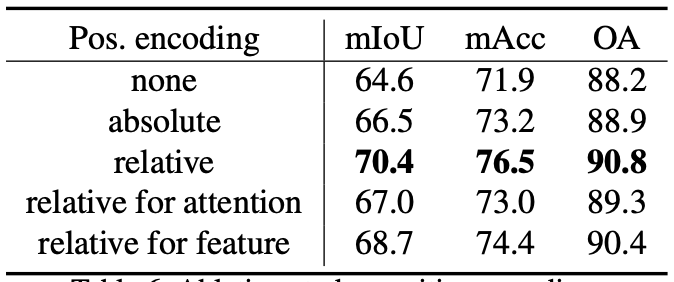 Pos. encoding mIoU mAcc OA
none 64.6 71.9 88.2
absolute 66.5 73.2 88.9
relative 70.4 76.5 90.8
relative for attention 67.0 73.0 89.3
relative for feature 68.7 74.4 90.4